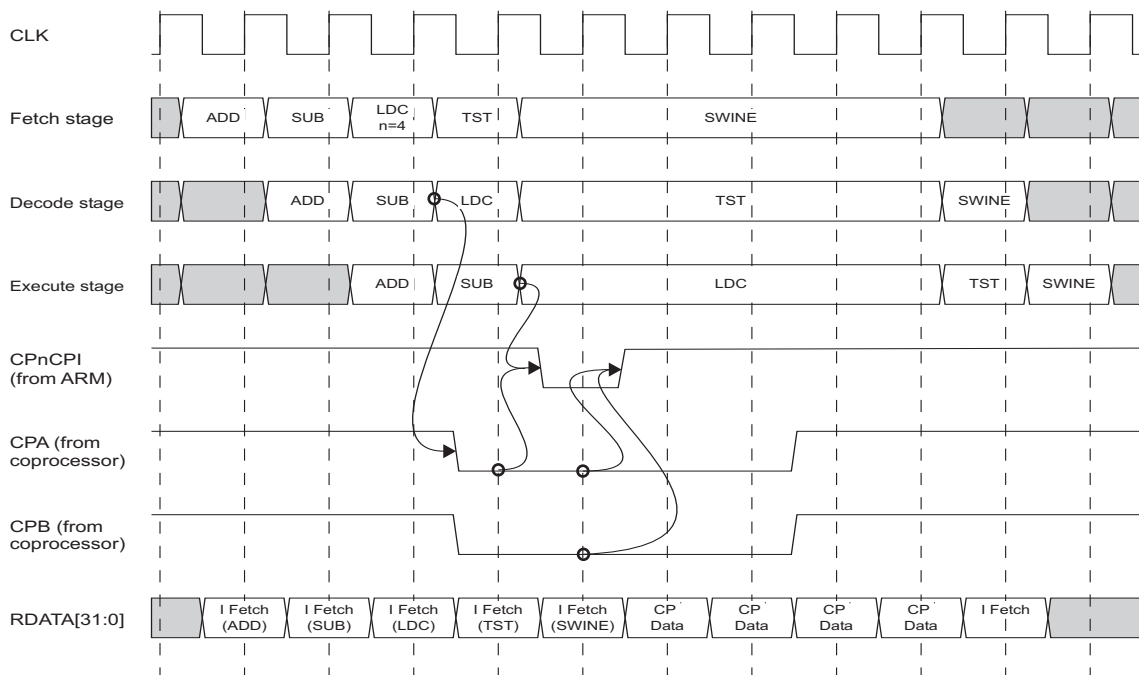 CLK
Fetch stage
ADD
SUB
LDC
n=4
TST
SWINE
Decode stage
ADD
SUB
LDC
TST
SWINE
Execute stage
ADD
SUB
LDC
TST
SWINE
CPnCPI
(from ARM)
CPA (from
coprocessor)
CPB (from
coprocessor)
RDATA[31:0]
I Fetch
(ADD)
I Fetch
(SUB)
I Fetch
(LDC)
I Fetch
(TST)
I Fetch
(SWINE)
CP
Data
CP
Data
CP
Data
CP
Data
I Fetch